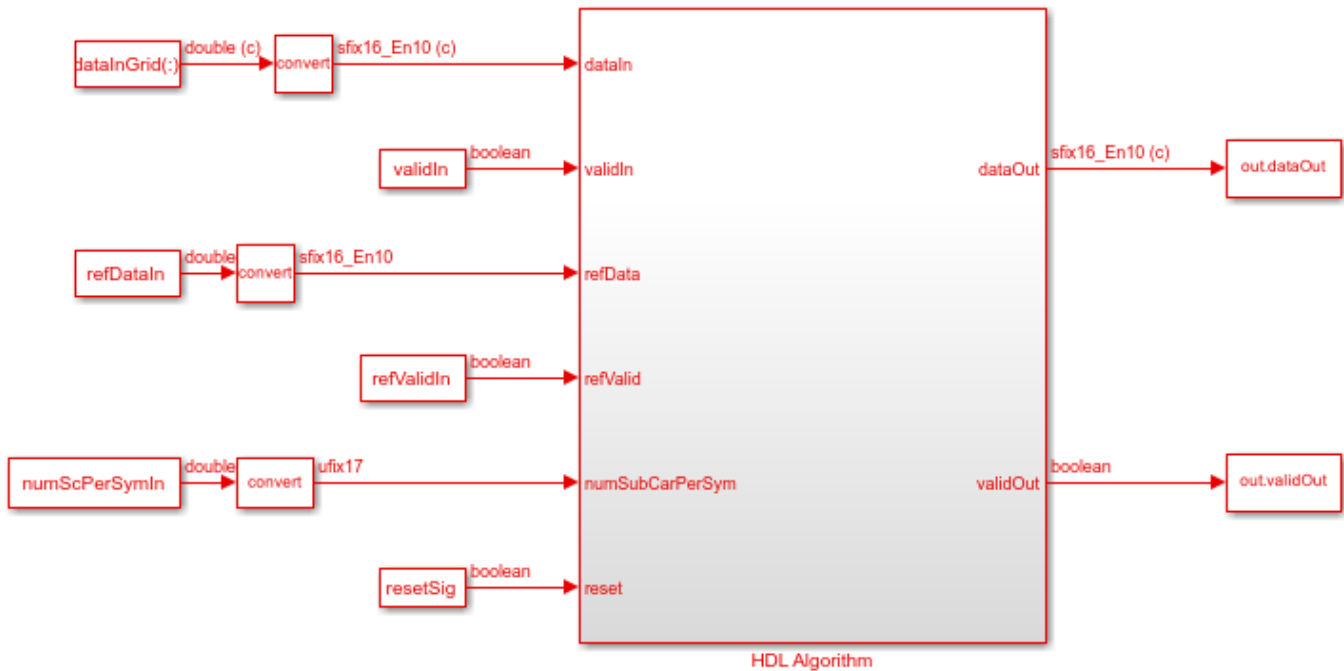 dataInGrid(:)
double (c)
convert
sfix16_En10 (c)
dataIn
validIn
boolean
validIn
dataOut
sfix16_En10 (c)
out.dataOut
refDataIn
double
convert
sfix16_En10
refData
refValidIn
boolean
refValid
numScPerSymIn
double
convert
ufix17
numSubCarPerSym
validOut
boolean
out.validOut
resetSig
boolean
reset
HDL Algorithm